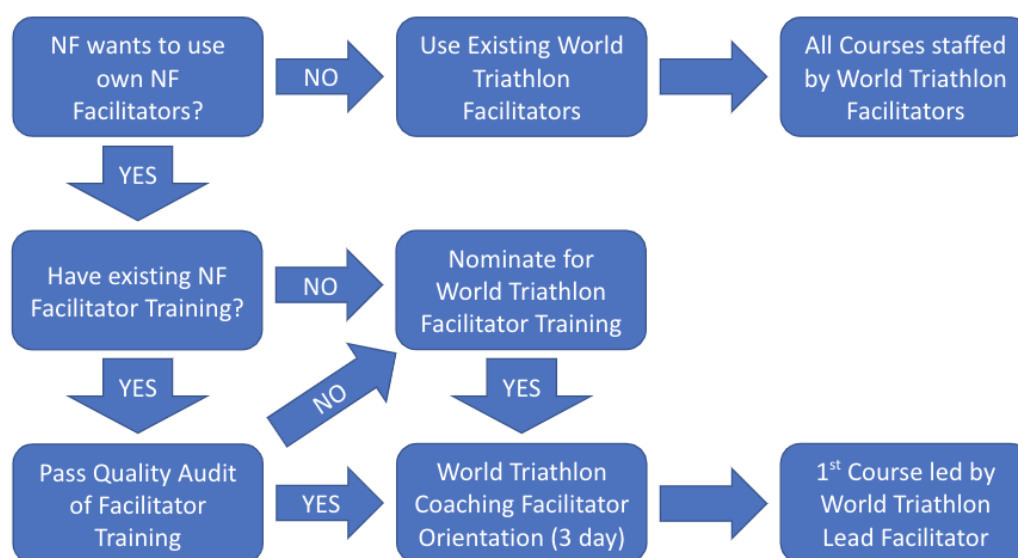 NF wants to use
own NF
Facilitators?
NO
Use Existing World
Triathlon
Facilitators
All Courses staffed
by World Triathlon
Facilitators
YES
Have existing NF
Facilitator Training?
NO
Nominate for
World Triathlon
Facilitator Training
YES
NO
YES
Pass Quality Audit
of Facilitator
Training
YES
World Triathlon
Coaching Facilitator
Orientation (3 day)
1st Course led by
World Triathlon
Lead Facilitator